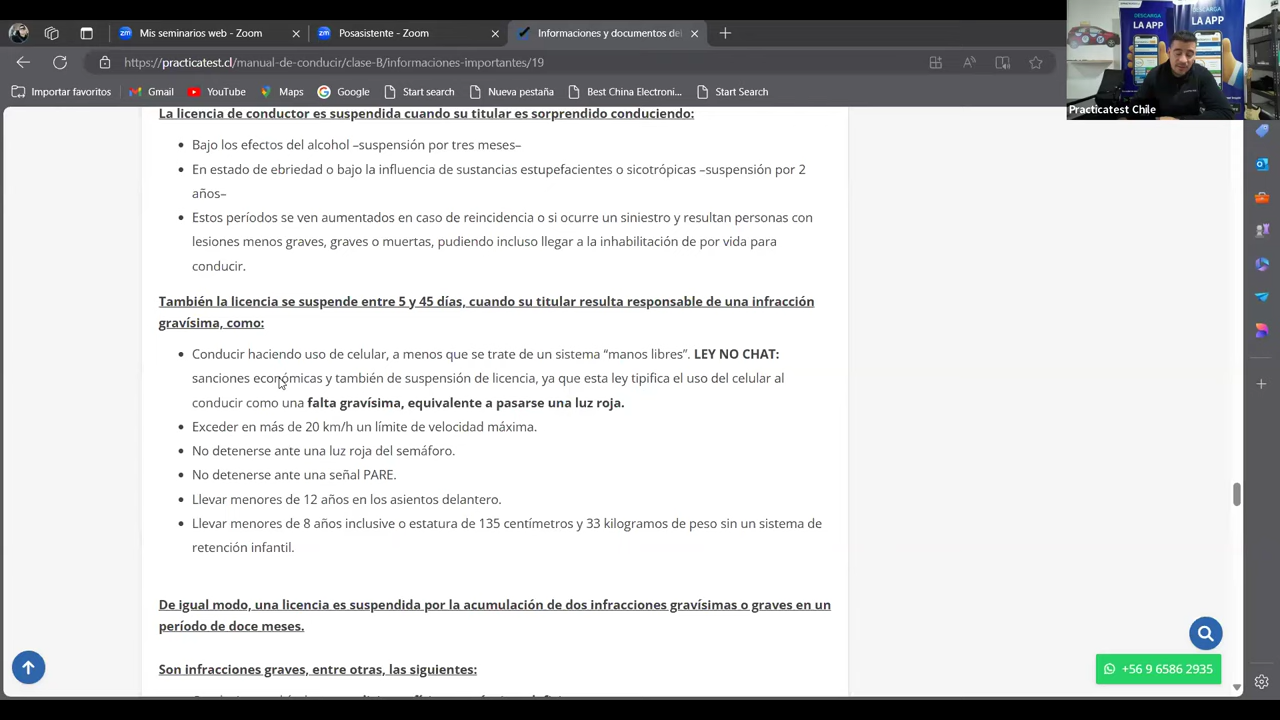 Mis seminarios web - Zoom
Posasistente - Zoom
Informaciones y documentos de
https://practicatest.cl/manual-de-conducir/clase-B/informaciones-importantes/19
Importar favoritos
Gmail
YouTube
Maps
Google
Start search
Nueva pestaña
Best China Electroni...
Start Search
DESCARGA
LA APP
DESCARGA
LA APP
Practicatest Chile
La licencia de conductor es suspendida cuando su titular es sorprendido conduciendo:
• Bajo los efectos del alcohol –suspensión por tres meses–
• En estado de ebriedad o bajo la influencia de sustancias estupefacientes o sicotrópicas –suspensión por 2
años–
• Estos períodos se ven aumentados en caso de reincidencia o si ocurre un siniestro y resultan personas con
lesiones menos graves, graves o muertas, pudiendo incluso llegar a la inhabilitación de por vida para
conducir.
También la licencia se suspende entre 5 y 45 días, cuando su titular resulta responsable de una infracción
gravísima, como:
• Conducir haciendo uso de celular, a menos que se trate de un sistema “manos libres”. LEY NO CHAT:
sanciones económicas y también de suspensión de licencia, ya que esta ley tipifica el uso del celular al
conducir como una falta gravísima, equivalente a pasarse una luz roja.
• Exceder en más de 20 km/h un límite de velocidad máxima.
• No detenerse ante una luz roja del semáforo.
• No detenerse ante una señal PARE.
• Llevar menores de 12 años en los asientos delantero.
• Llevar menores de 8 años inclusive o estatura de 135 centímetros y 33 kilogramos de peso sin un sistema de
retención infantil.
De igual modo, una licencia es suspendida por la acumulación de dos infracciones gravísimas o graves en un
período de doce meses.
Son infracciones graves, entre otras, las siguientes:
+56 9 6586 2935